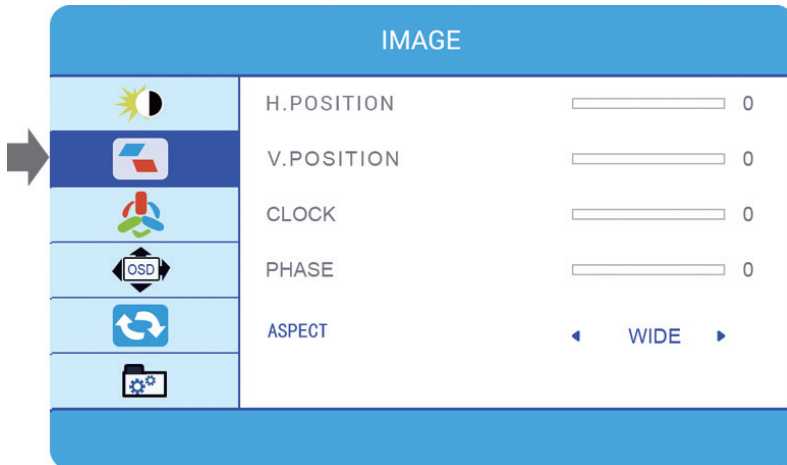 IMAGE
H.POSITION 0
V.POSITION 0
CLOCK 0
PHASE 0
OSD
ASPECT WIDE